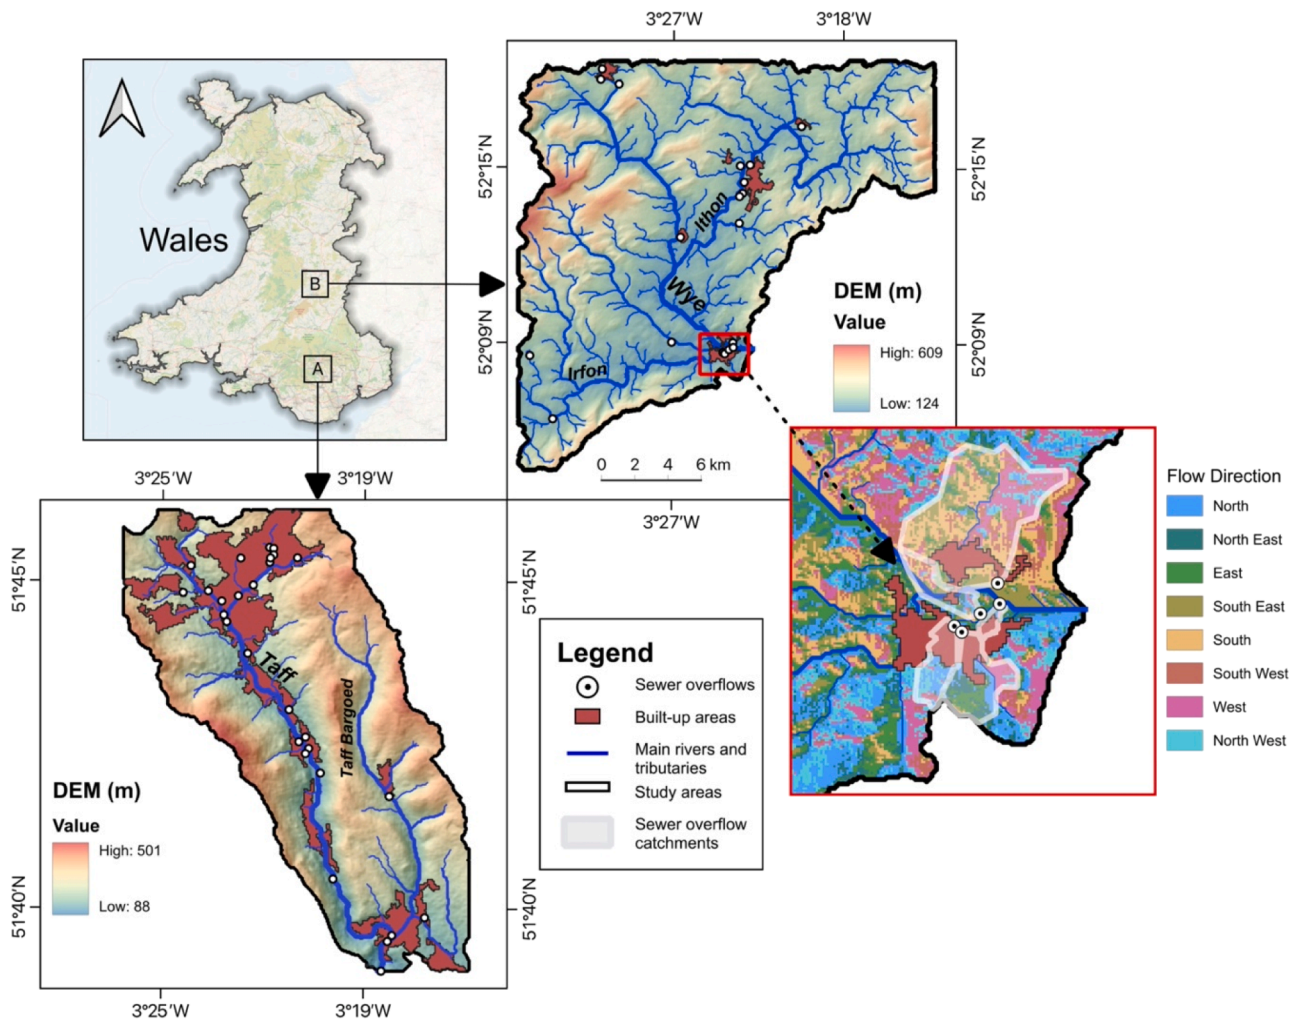 3°27'W
3°18'W
Wales
B
A
52°15'N
52°09'N
52°15'N
52°09'N
Ithon
Wye
Irfon
DEM (m)
Value
High: 609
Low: 124
0 2 4 6 km
3°27'W
3°25'W
3°19'W
51°45'N
51°40'N
51°45'N
51°40'N
Taff
Taff Bargoed
DEM (m)
Value
High: 501
Low: 88
3°25'W
3°19'W
Legend
Sewer overflows
Built-up areas
Main rivers and
tributaries
Study areas
Sewer overflow
catchments
Flow Direction
North
North East
East
South East
South
South West
West
North West